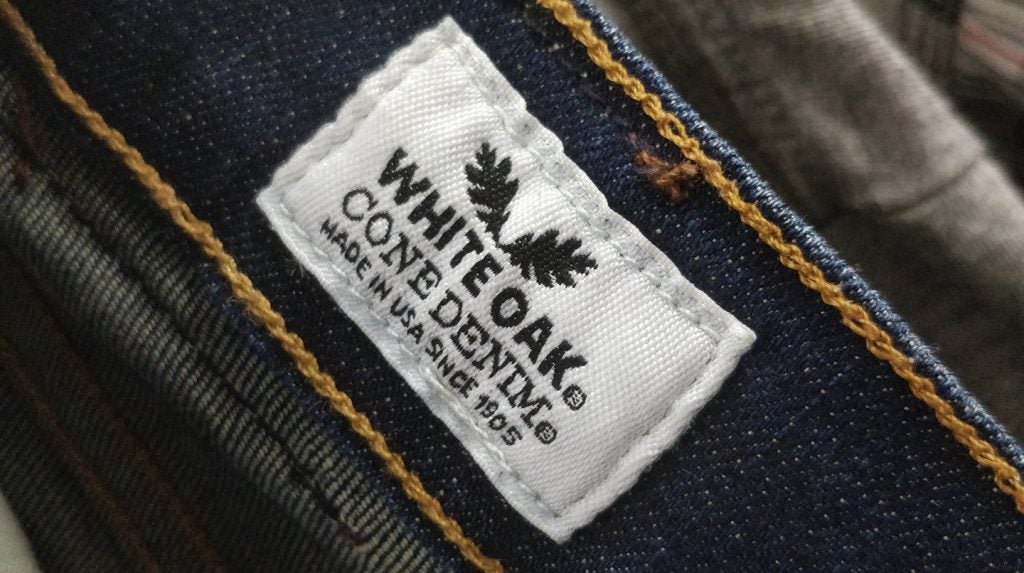 WHITE OAK®
CONE DENIM®
MADE IN USA SINCE 1905